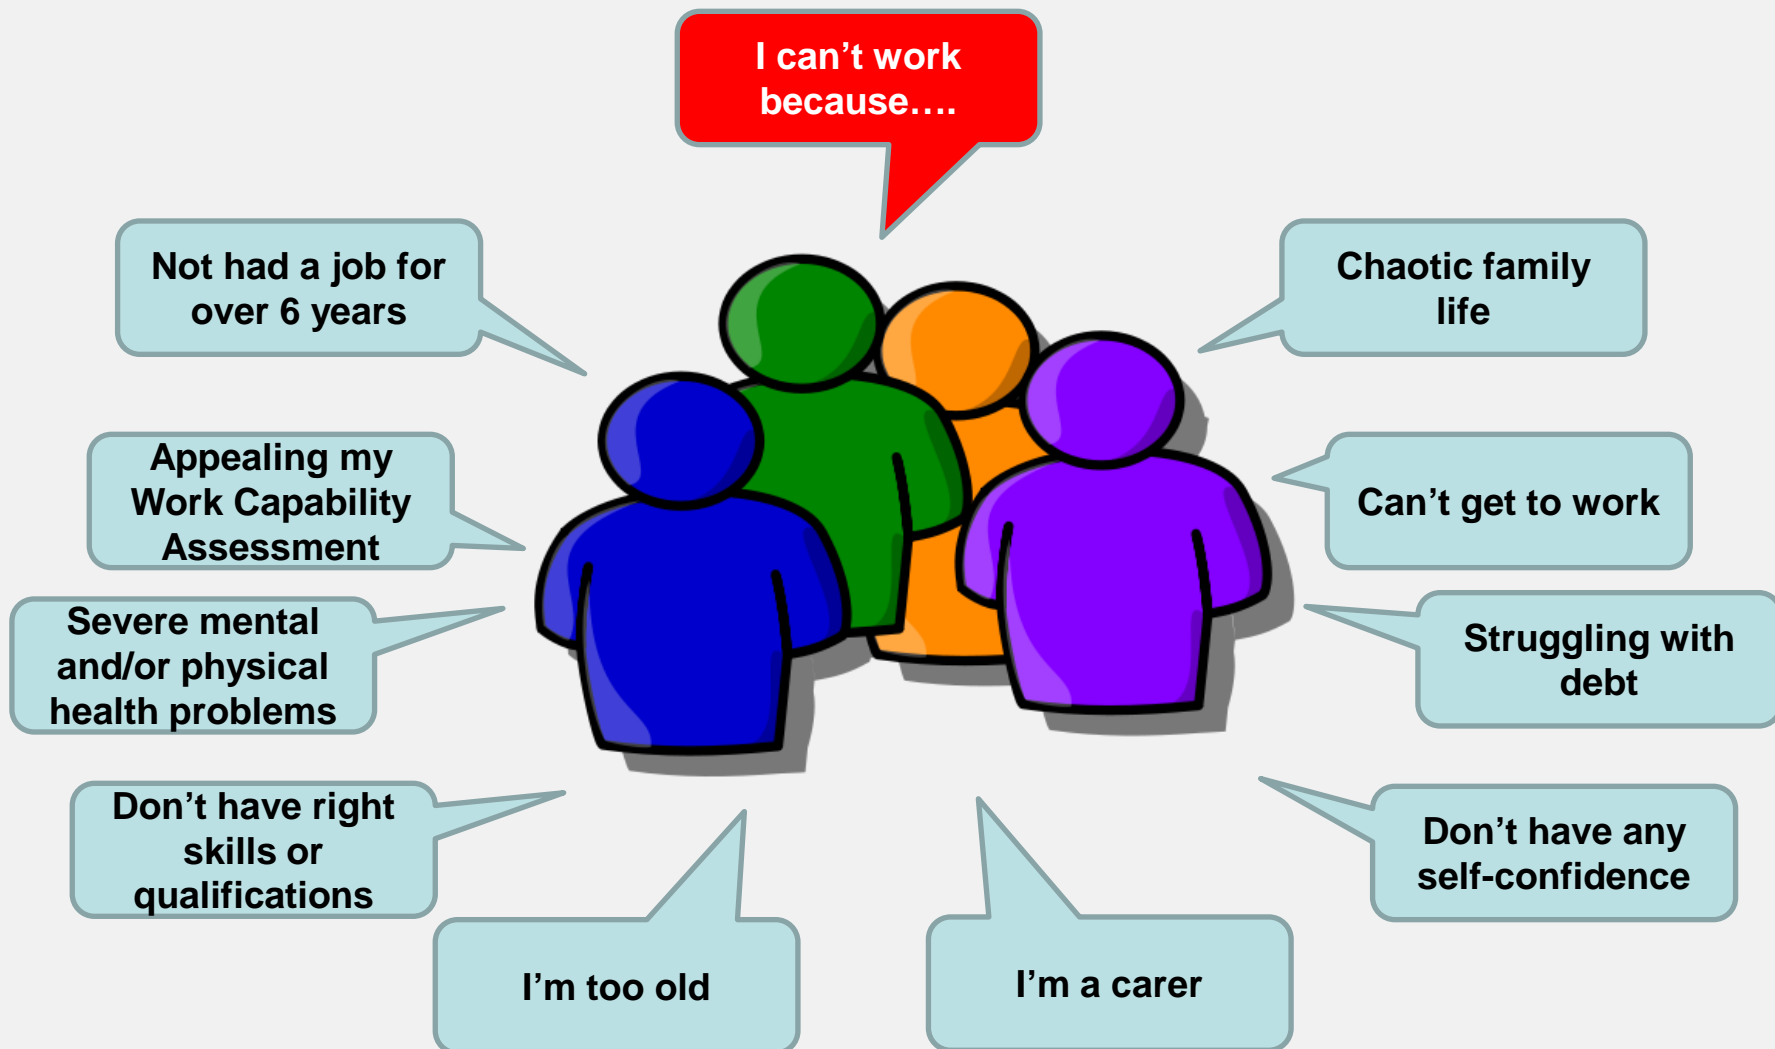 I can’t work
because….
Not had a job for
over 6 years
Chaotic family
life
Appealing my
Work Capability
Assessment
Can’t get to work
Severe mental
and/or physical
health problems
Struggling with
debt
Don’t have right
skills or
qualifications
Don’t have any
self-confidence
I’m too old
I’m a carer